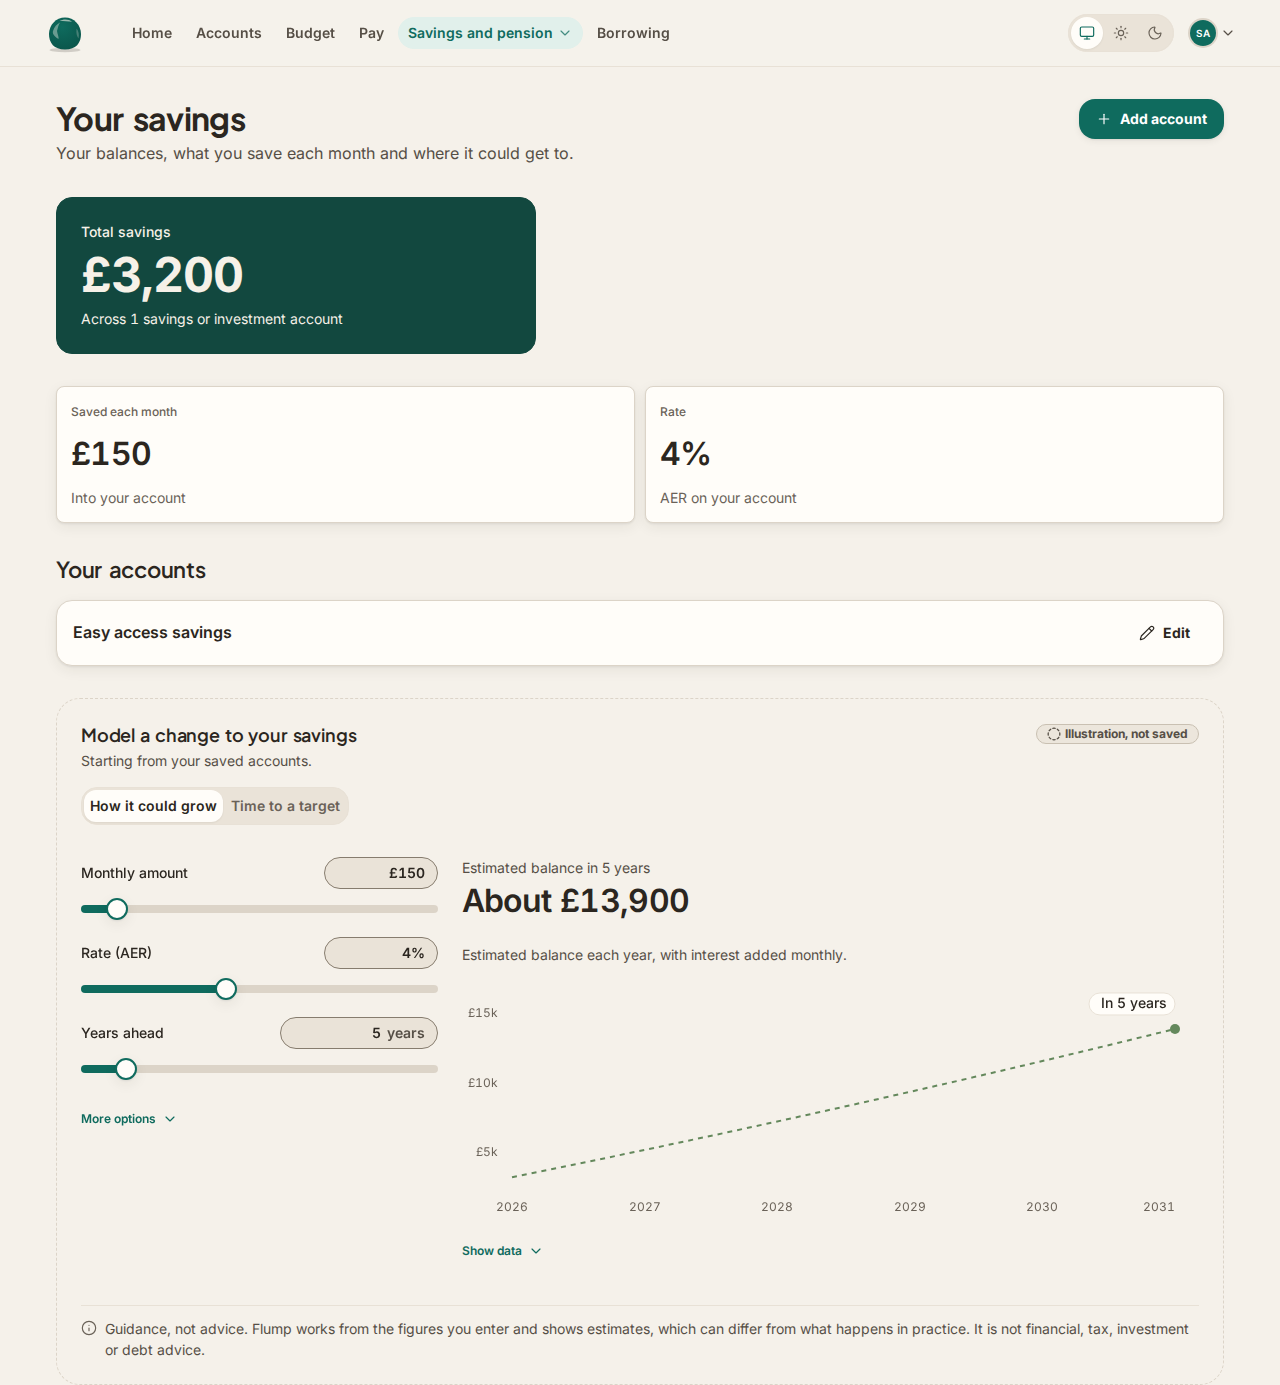 Home
Accounts
Budget
Pay
Savings and pension
Borrowing
SA
Your savings
Add account
Your balances, what you save each month and where it could get to.
Total savings
£3,200
Across 1 savings or investment account
Saved each month
£150
Into your account
Rate
4%
AER on your account
Your accounts
Easy access savings
Edit
Model a change to your savings
Illustration, not saved
Starting from your saved accounts.
How it could grow
Time to a target
Monthly amount
£150
Rate (AER)
4%
Years ahead
5 years
More options
Estimated balance in 5 years
About £13,900
Estimated balance each year, with interest added monthly.
In 5 years
£15k
£10k
£5k
2026
2027
2028
2029
2030
2031
Show data
Guidance, not advice. Flump works from the figures you enter and shows estimates, which can differ from what happens in practice. It is not financial, tax, investment
or debt advice.